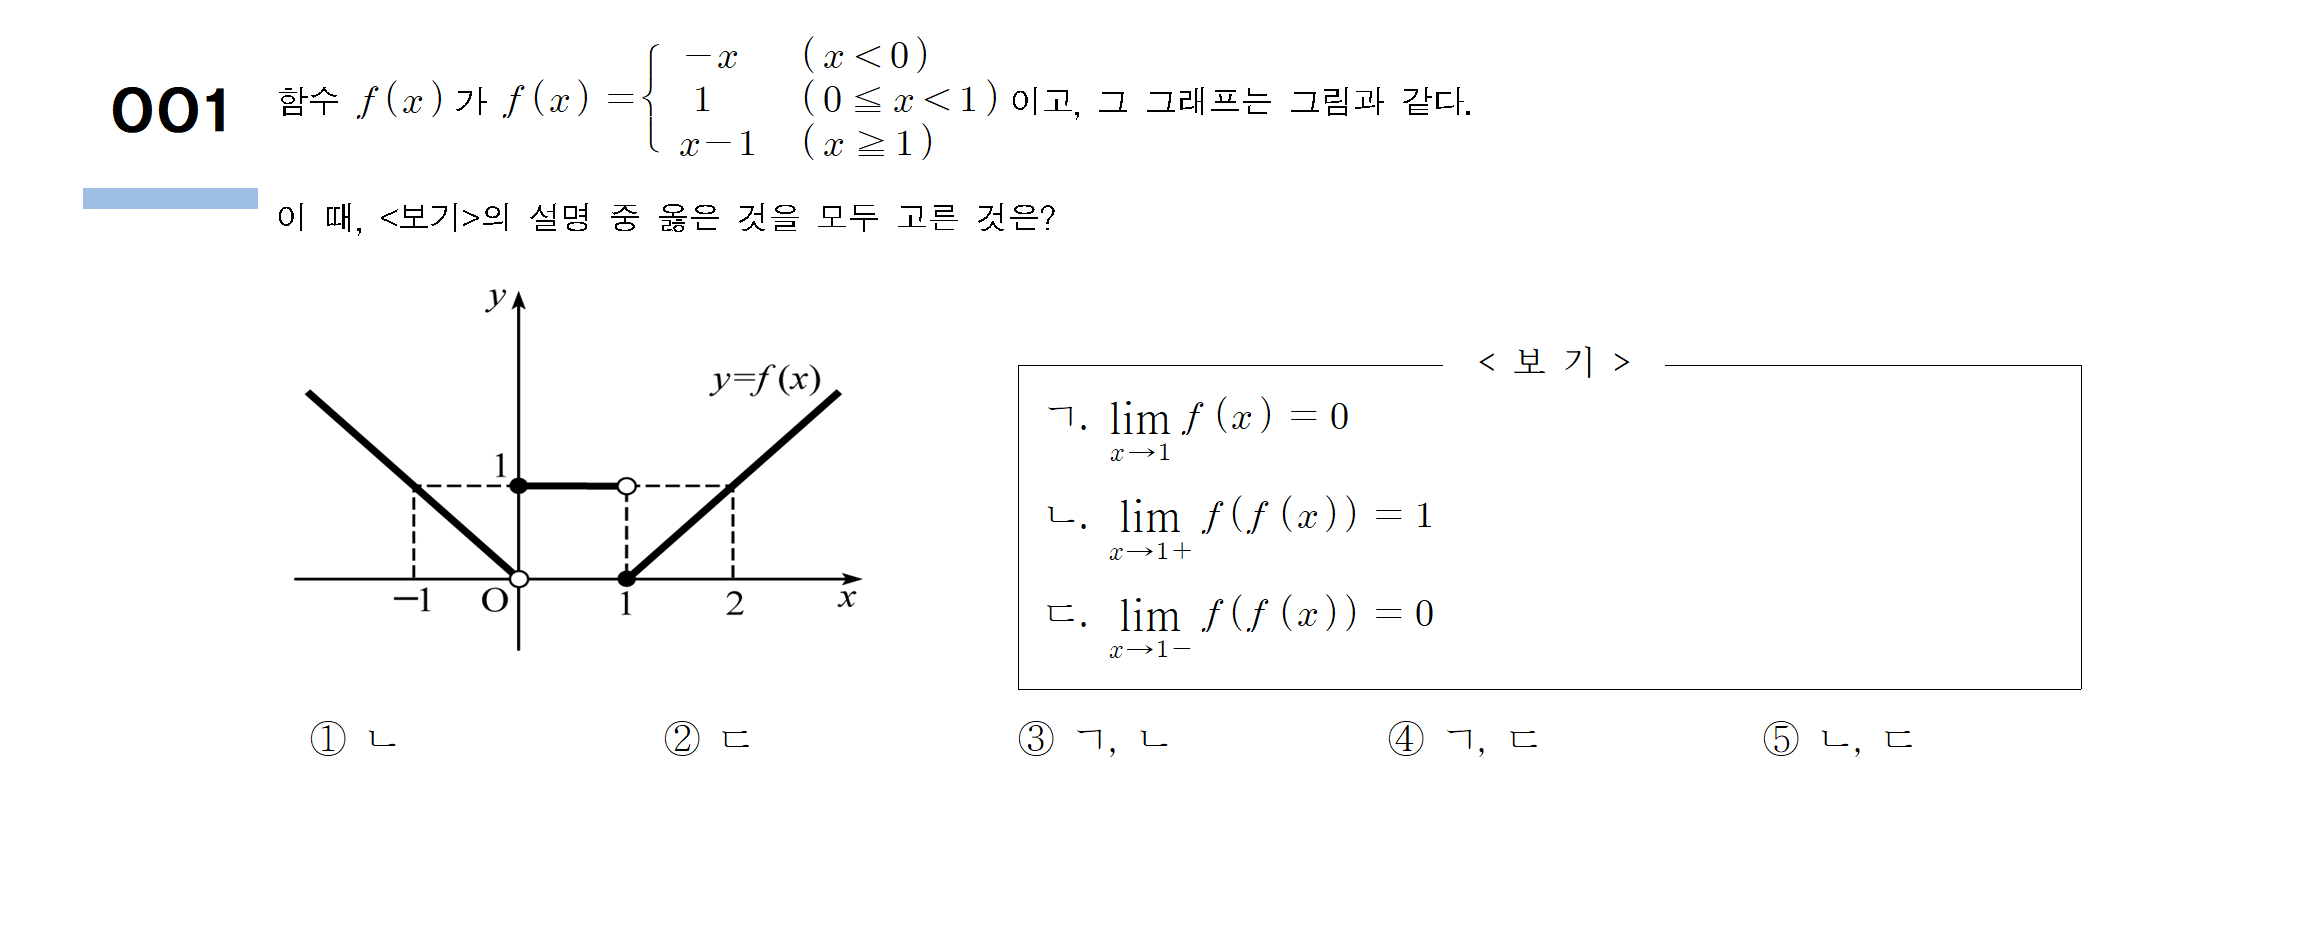 001
함수 f(x)가 f(x)={ -x (x<0)
1 (0≦x<1) 이고, 그 그래프는 그림과 같다.
x-1 (x≧1)
이 때, <보기>의 설명 중 옳은 것을 모두 고른 것은?
y
y=f(x)
1
-1 O 1 2 x
< 보 기 >
ㄱ. lim f(x)=0
x→1
ㄴ. lim f(f(x))=1
x→1+
ㄷ. lim f(f(x))=0
x→1-
① ㄴ ② ㄷ ③ ㄱ, ㄴ ④ ㄱ, ㄷ ⑤ ㄴ, ㄷ